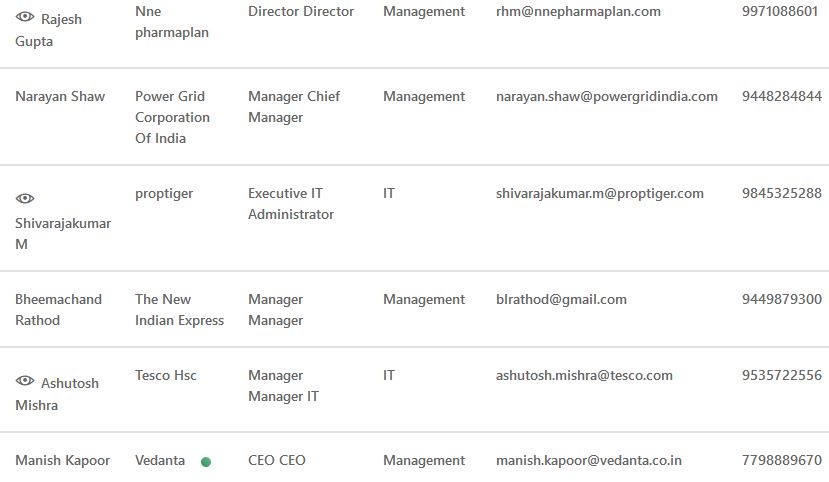 Rajesh Gupta Nne pharmaplan Director Director Management rhm@nnepharmaplan.com 9971088601
Narayan Shaw Power Grid Corporation Of India Manager Chief Manager Management narayan.shaw@powergridindia.com 9448284844
Shivarajakumar M proptiger Executive IT Administrator IT shivarajakumar.m@proptiger.com 9845325288
Bheemachand Rathod The New Indian Express Manager Manager Management blrathod@gmail.com 9449879300
Ashutosh Mishra Tesco Hsc Manager Manager IT IT ashutosh.mishra@tesco.com 9535722556
Manish Kapoor Vedanta CEO CEO Management manish.kapoor@vedanta.co.in 7798889670